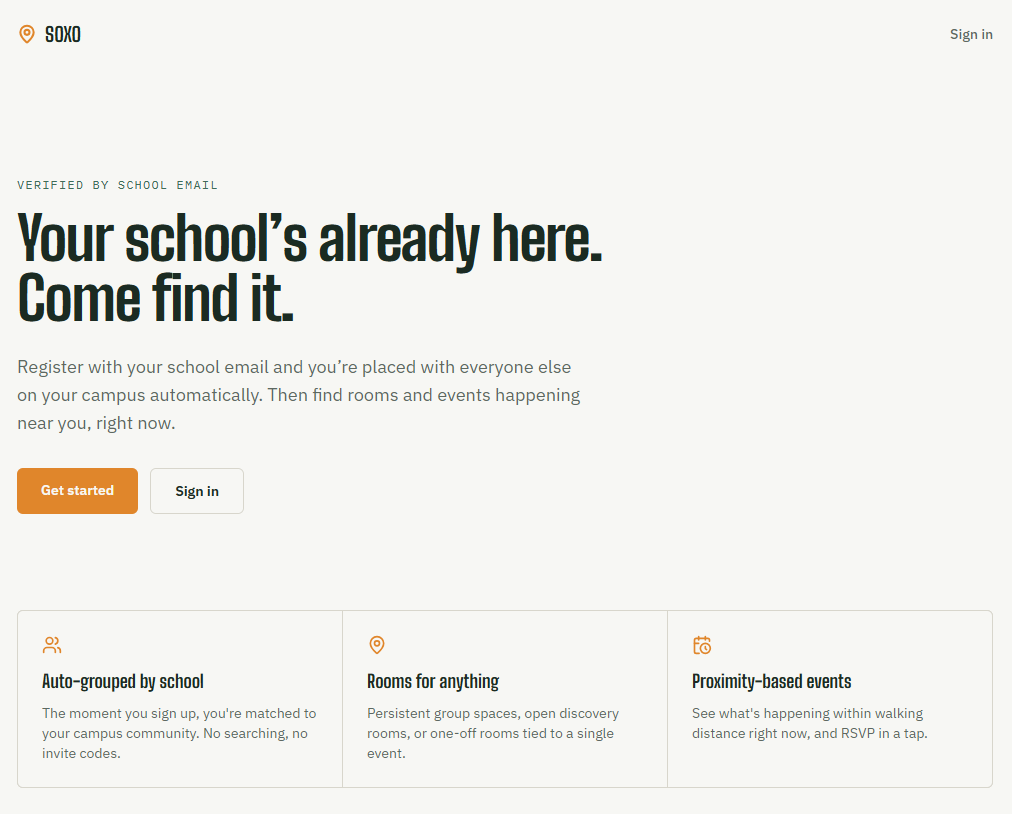 SOXO
Sign in
VERIFIED BY SCHOOL EMAIL
Your school’s already here.
Come find it.
Register with your school email and you’re placed with everyone else
on your campus automatically. Then find rooms and events happening
near you, right now.
Get started
Sign in
Auto-grouped by school
The moment you sign up, you're matched to
your campus community. No searching, no
invite codes.
Rooms for anything
Persistent group spaces, open discovery
rooms, or one-off rooms tied to a single
event.
Proximity-based events
See what's happening within walking
distance right now, and RSVP in a tap.